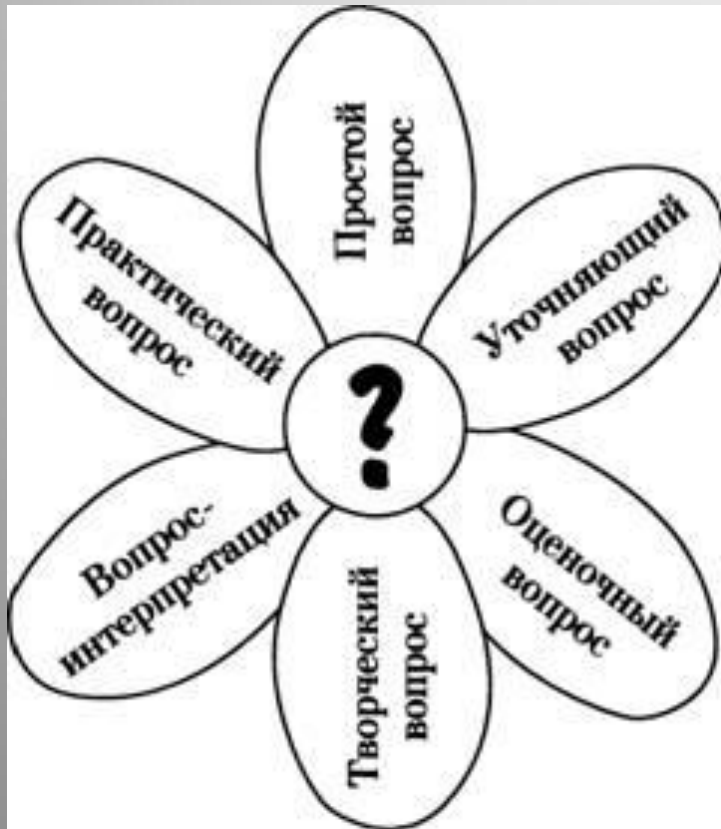 Простой
вопрос
Уточняющий
вопрос
Оценочный
вопрос
Творческий
вопрос
Вопрос-
интерпретация
Практический
вопрос
?